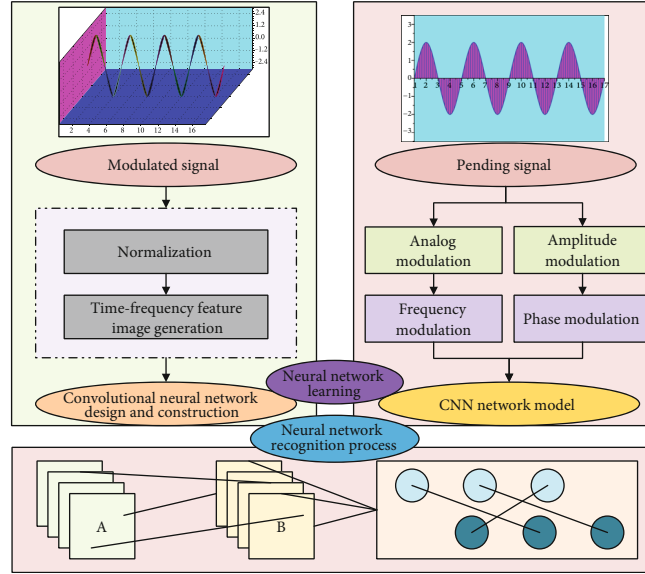 2.4
1.2
0.0
-1.2
-2.4
2 4 6 8 10 12 14 16
Modulated signal
Normalization
Time-frequency feature
image generation
Convolutional neural network
design and construction
3
2
1
0
-1
-2
-3
1 2 3 4 5 6 7 8 9 10 11 12 13 14 15 16 17
Pending signal
Analog
modulation
Amplitude
modulation
Frequency
modulation
Phase modulation
CNN network model
Neural network
learning
Neural network
recognition process
A
B